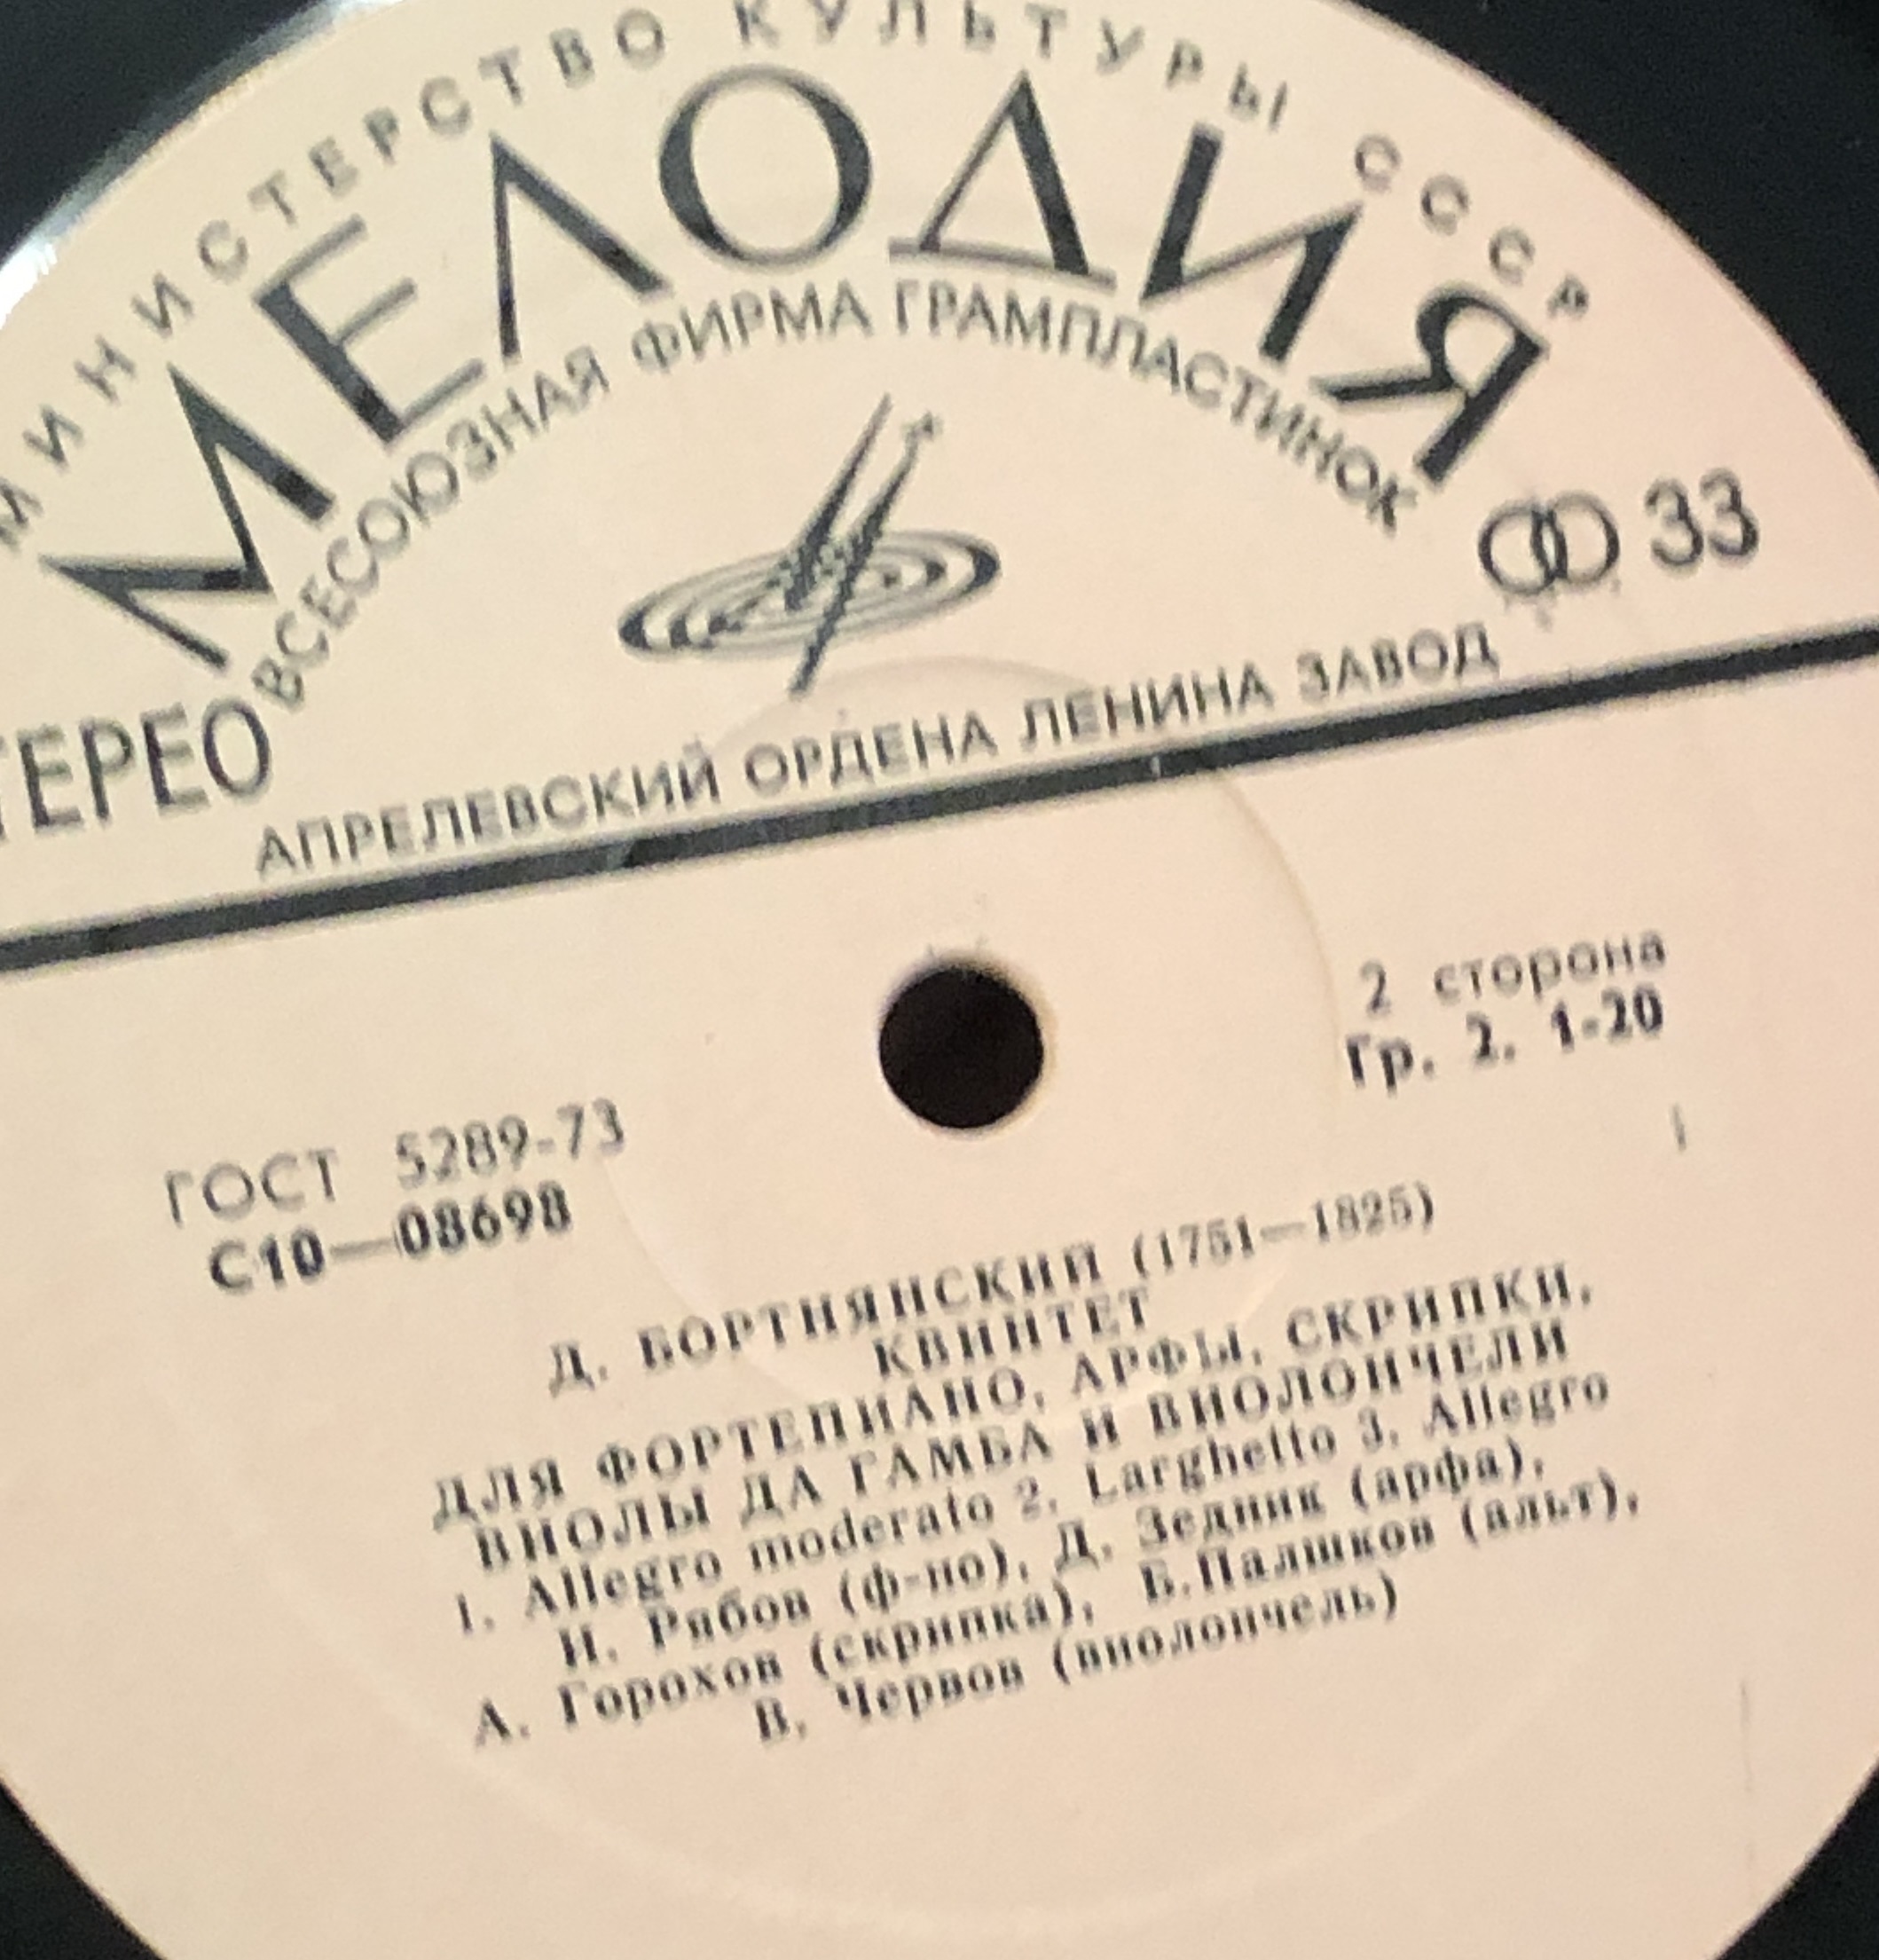 МИНИСТЕРСТВО КУЛЬТУРЫ СССР
МЕЛОДИЯ
ВСЕСОЮЗНАЯ ФИРМА ГРАМПЛАСТИНОК
33
ТЕРЕО
АПРЕЛЕВСКИЙ ОРДЕНА ЛЕНИНА ЗАВОД
2 сторона
Гр. 2. 1-20
ГОСТ 5289-73
С10—08698
Д. БОРТНЯНСКИЙ (1751—1825)
КВИНТЕТ
ДЛЯ ФОРТЕПИАНО, АРФЫ, СКРИПКИ,
ВИОЛЫ ДА ГАМБА И ВИОЛОНЧЕЛИ
1. Allegro moderato 2. Larghetto 3. Allegro
И. Рябов (ф-но), Д. Зедник (арфа),
А. Горохов (скрипка), Б.Палшков (альт),
В. Червов (виолончель)